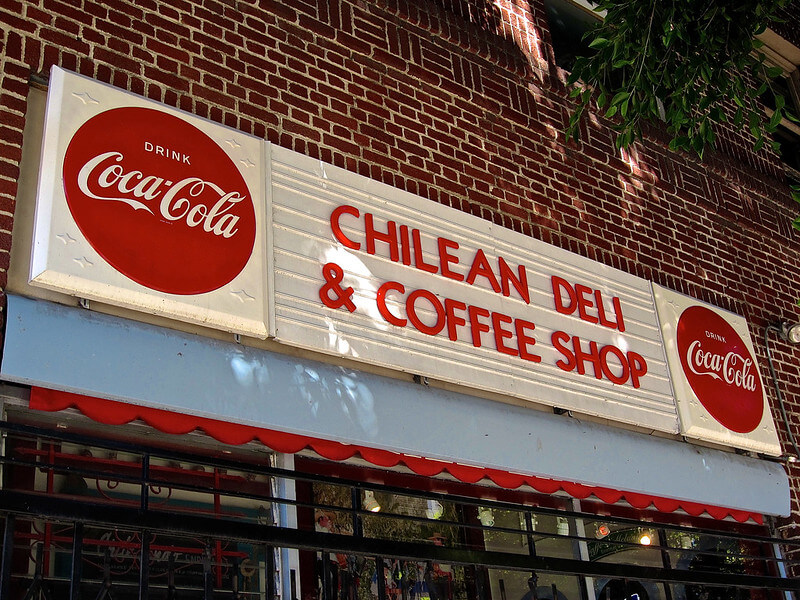 DRINK
Coca-Cola
CHILEAN DELI
& COFFEE SHOP
DRINK
Coca-Cola